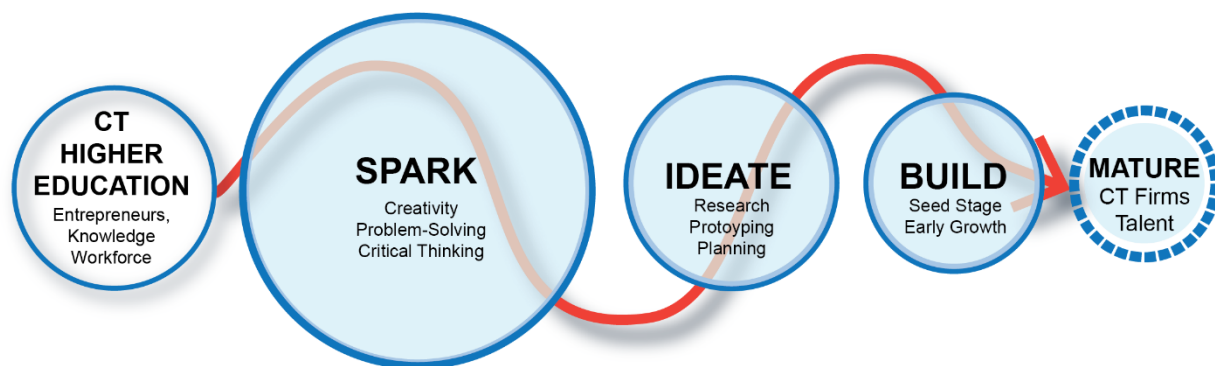 CT
HIGHER
EDUCATION
Entrepreneurs,
Knowledge
Workforce
SPARK
Creativity
Problem-Solving
Critical Thinking
IDEATE
Research
Protoyping
Planning
BUILD
Seed Stage
Early Growth
MATURE
CT Firms
Talent